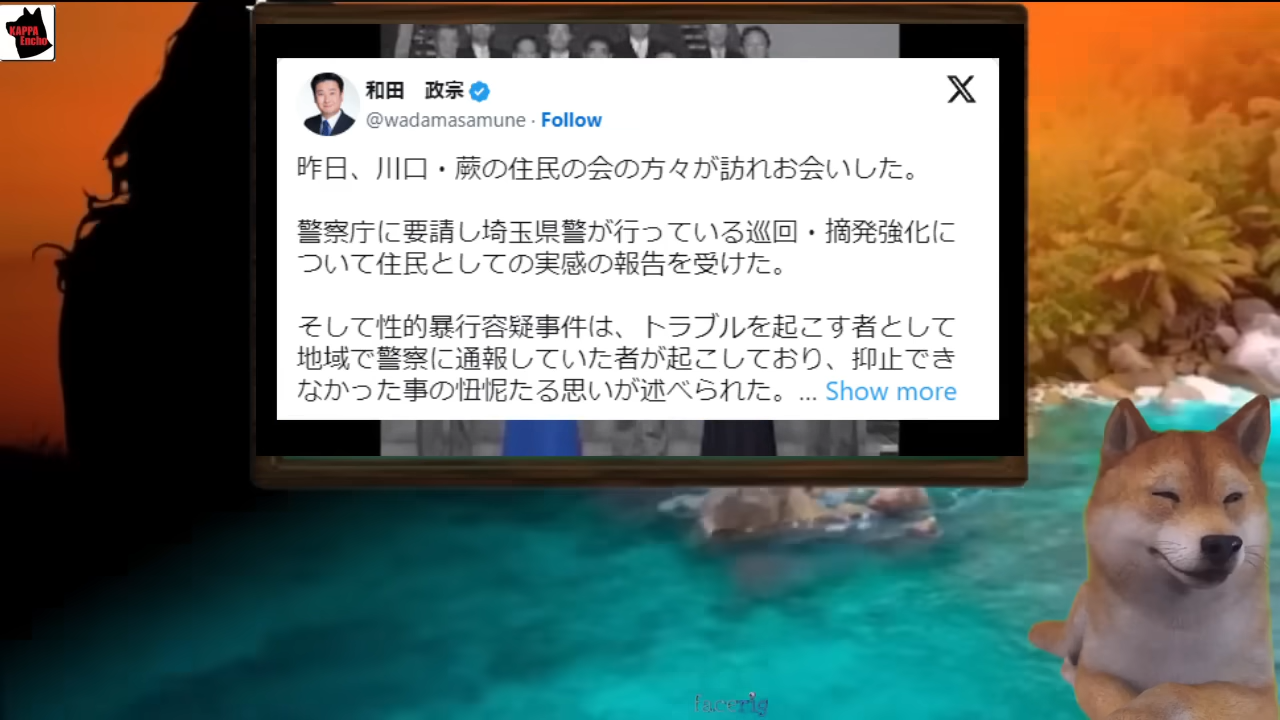 KAPPA
Encho
和田　政宗
@wadamasamune · Follow
昨日、川口・蕨の住民の会の方々が訪れお会いした。
警察庁に要請し埼玉県警が行っている巡回・摘発強化に
ついて住民としての実感の報告を受けた。
そして性的暴行容疑事件は、トラブルを起こす者として
地域で警察に通報していた者が起こしており、抑止でき
なかった事の忸怩たる思いが述べられた。... Show more
facerig